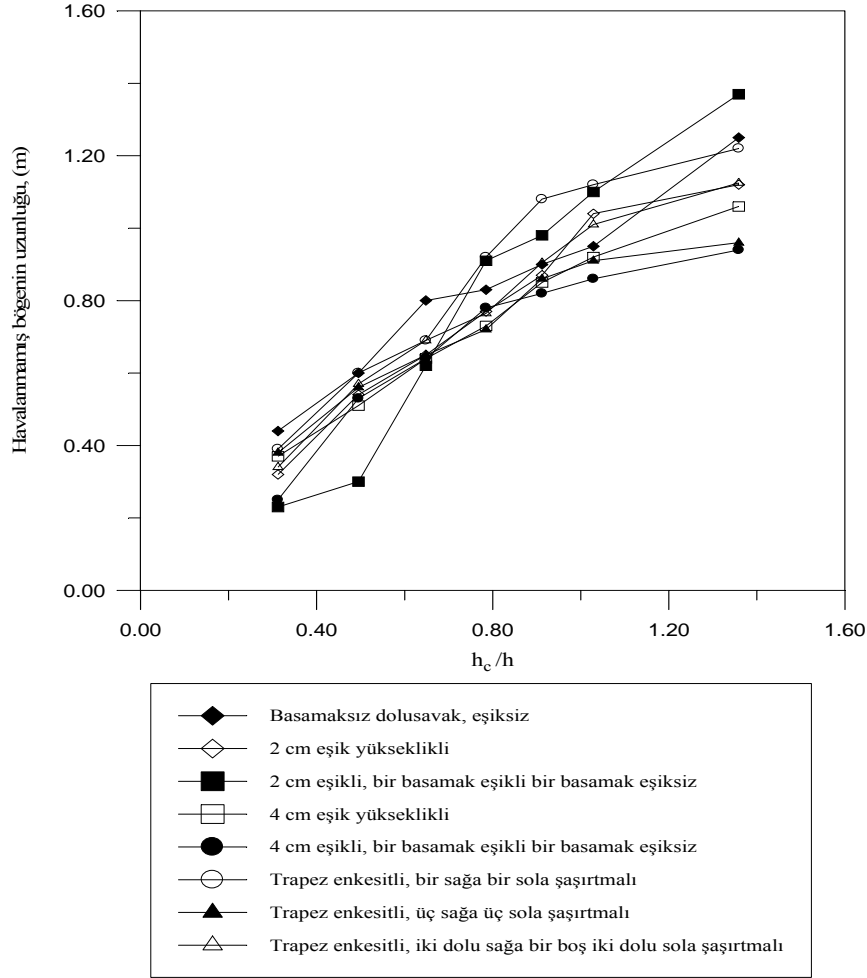 1.60
1.20
0.80
0.40
0.00
Havalanmamış bögenin uzunluğu, (m)
0.00 0.40 0.80 1.20 1.60
h_c /h
Basamaksız dolusavak, eşiksiz
2 cm eşik yükseklikli
2 cm eşikli, bir basamak eşikli bir basamak eşiksiz
4 cm eşik yükseklikli
4 cm eşikli, bir basamak eşikli bir basamak eşiksiz
Trapez enkesitli, bir sağa bir sola şaşırtmalı
Trapez enkesitli, üç sağa üç sola şaşırtmalı
Trapez enkesitli, iki dolu sağa bir boş iki dolu sola şaşırtmalı